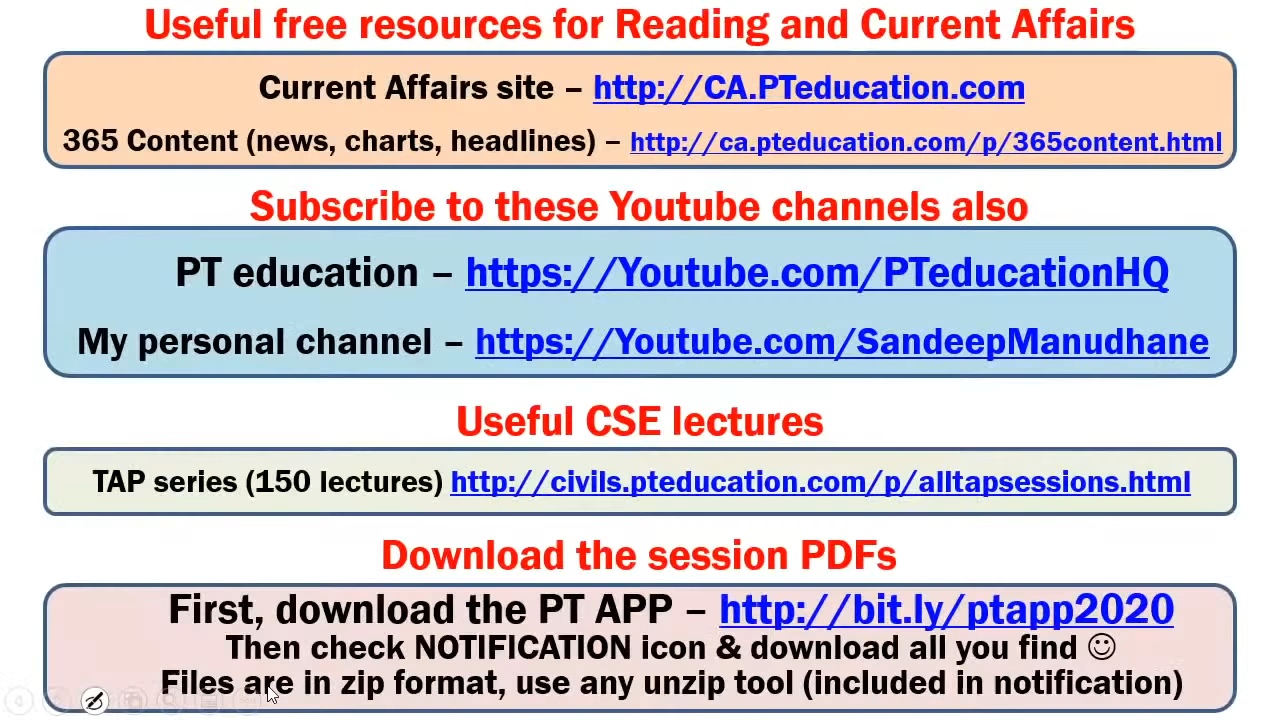 Useful free resources for Reading and Current Affairs
Current Affairs site – http://CA.PTeducation.com
365 Content (news, charts, headlines) – http://ca.pteducation.com/p/365content.html
Subscribe to these Youtube channels also
PT education – https://Youtube.com/PTeducationHQ
My personal channel – https://Youtube.com/SandeepManudhane
Useful CSE lectures
TAP series (150 lectures) http://civils.pteducation.com/p/alltapsessions.html
Download the session PDFs
First, download the PT APP – http://bit.ly/ptapp2020
Then check NOTIFICATION icon & download all you find ☺
Files are in zip format, use any unzip tool (included in notification)